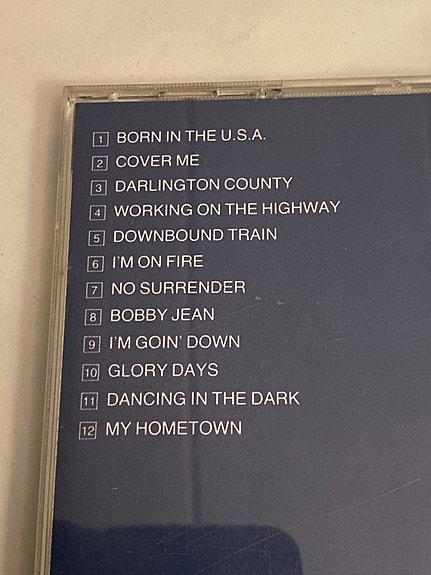 1 BORN IN THE U.S.A.
2 COVER ME
3 DARLINGTON COUNTY
4 WORKING ON THE HIGHWAY
5 DOWNBOUND TRAIN
6 I'M ON FIRE
7 NO SURRENDER
8 BOBBY JEAN
9 I'M GOIN' DOWN
10 GLORY DAYS
11 DANCING IN THE DARK
12 MY HOMETOWN